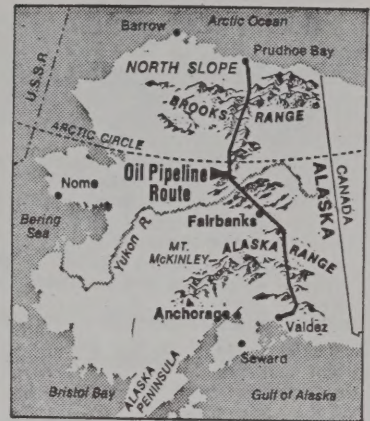 Arctic Ocean
Barrow
Prudhoe Bay
U.S.S.R.
NORTH SLOPE
BROOKS RANGE
ARCTIC CIRCLE
Oil Pipeline
Route
ALASKA
CANADA
Nome
Bering
Sea
Yukon R.
Fairbanks
MT.
McKINLEY
ALASKA RANGE
Anchorage
Valdez
Seward
Bristol Bay
ALASKA
PENINSULA
Gulf of Alaska